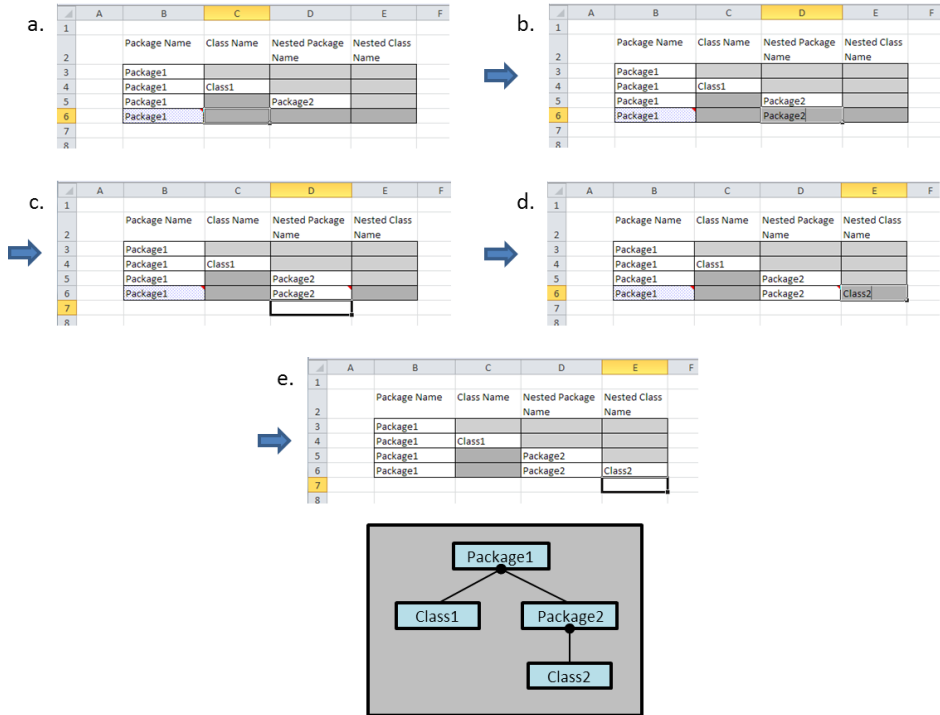 a.
A B C D E F
1
Package Name Class Name Nested Package Nested Class
2 Name Name
3 Package1
4 Package1 Class1
5 Package1 Package2
6 Package1
7
8
b.
A B C D E F
1
Package Name Class Name Nested Package Nested Class
2 Name Name
3 Package1
4 Package1 Class1
5 Package1 Package2
6 Package1 Package2
7
8
c.
A B C D E F
1
Package Name Class Name Nested Package Nested Class
2 Name Name
3 Package1
4 Package1 Class1
5 Package1 Package2
6 Package1 Package2
7
8
d.
A B C D E F
1
Package Name Class Name Nested Package Nested Class
2 Name Name
3 Package1
4 Package1 Class1
5 Package1 Package2
6 Package1 Package2 Class2
7
8
e.
A B C D E F
1
Package Name Class Name Nested Package Nested Class
2 Name Name
3 Package1
4 Package1 Class1
5 Package1 Package2
6 Package1 Package2 Class2
7
8
Package1
Class1 Package2
Class2